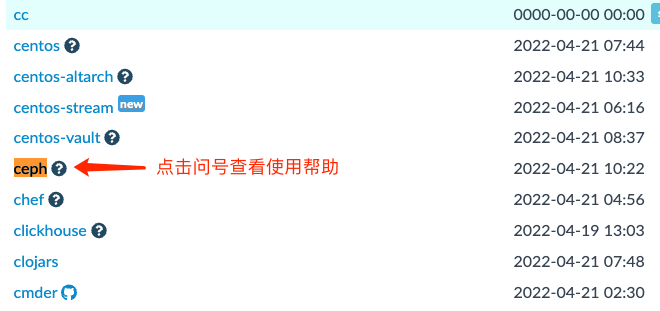 cc 0000-00-00 00:00
centos ? 2022-04-21 07:44
centos-altarch ? 2022-04-21 10:33
centos-stream new 2022-04-21 06:16
centos-vault ? 2022-04-21 08:37
ceph ? 点击问号查看使用帮助 2022-04-21 10:22
chef ? 2022-04-21 04:56
clickhouse ? 2022-04-19 13:03
clojars 2022-04-21 07:48
cmder 2022-04-21 02:30